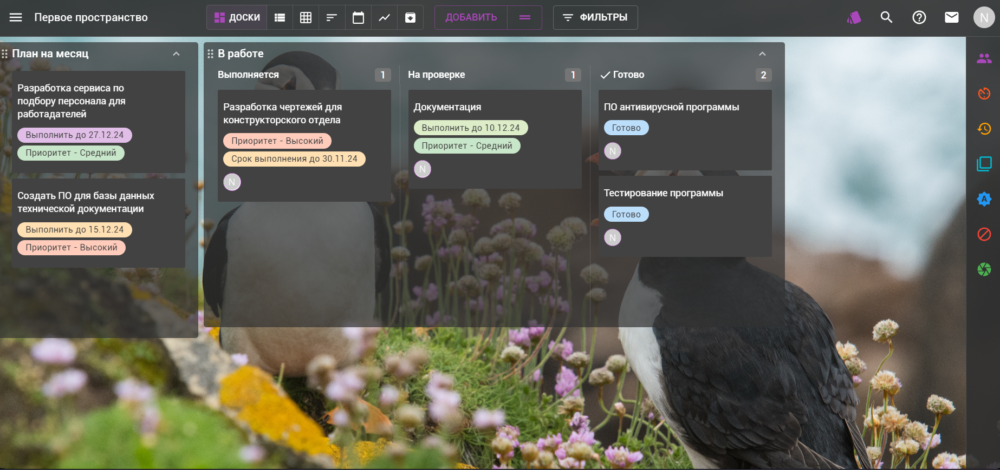 Первое пространство
ДОСКИ
ДОБАВИТЬ
ФИЛЬТРЫ
N
План на месяц
Разработка сервиса по
подбору персонала для
работадателей
Выполнить до 27.12.24
Приоритет - Средний
Создать ПО для базы данных
технической документации
Выполнить до 15.12.24
Приоритет - Высокий
В работе
Выполняется 1
Разработка чертежей для
конструкторского отдела
Приоритет - Высокий
Срок выполнения до 30.11.24
N
На проверке 1
Документация
Выполнить до 10.12.24
Приоритет - Средний
N
Готово 2
ПО антивирусной программы
Готово
N
Тестирование программы
Готово
N
A